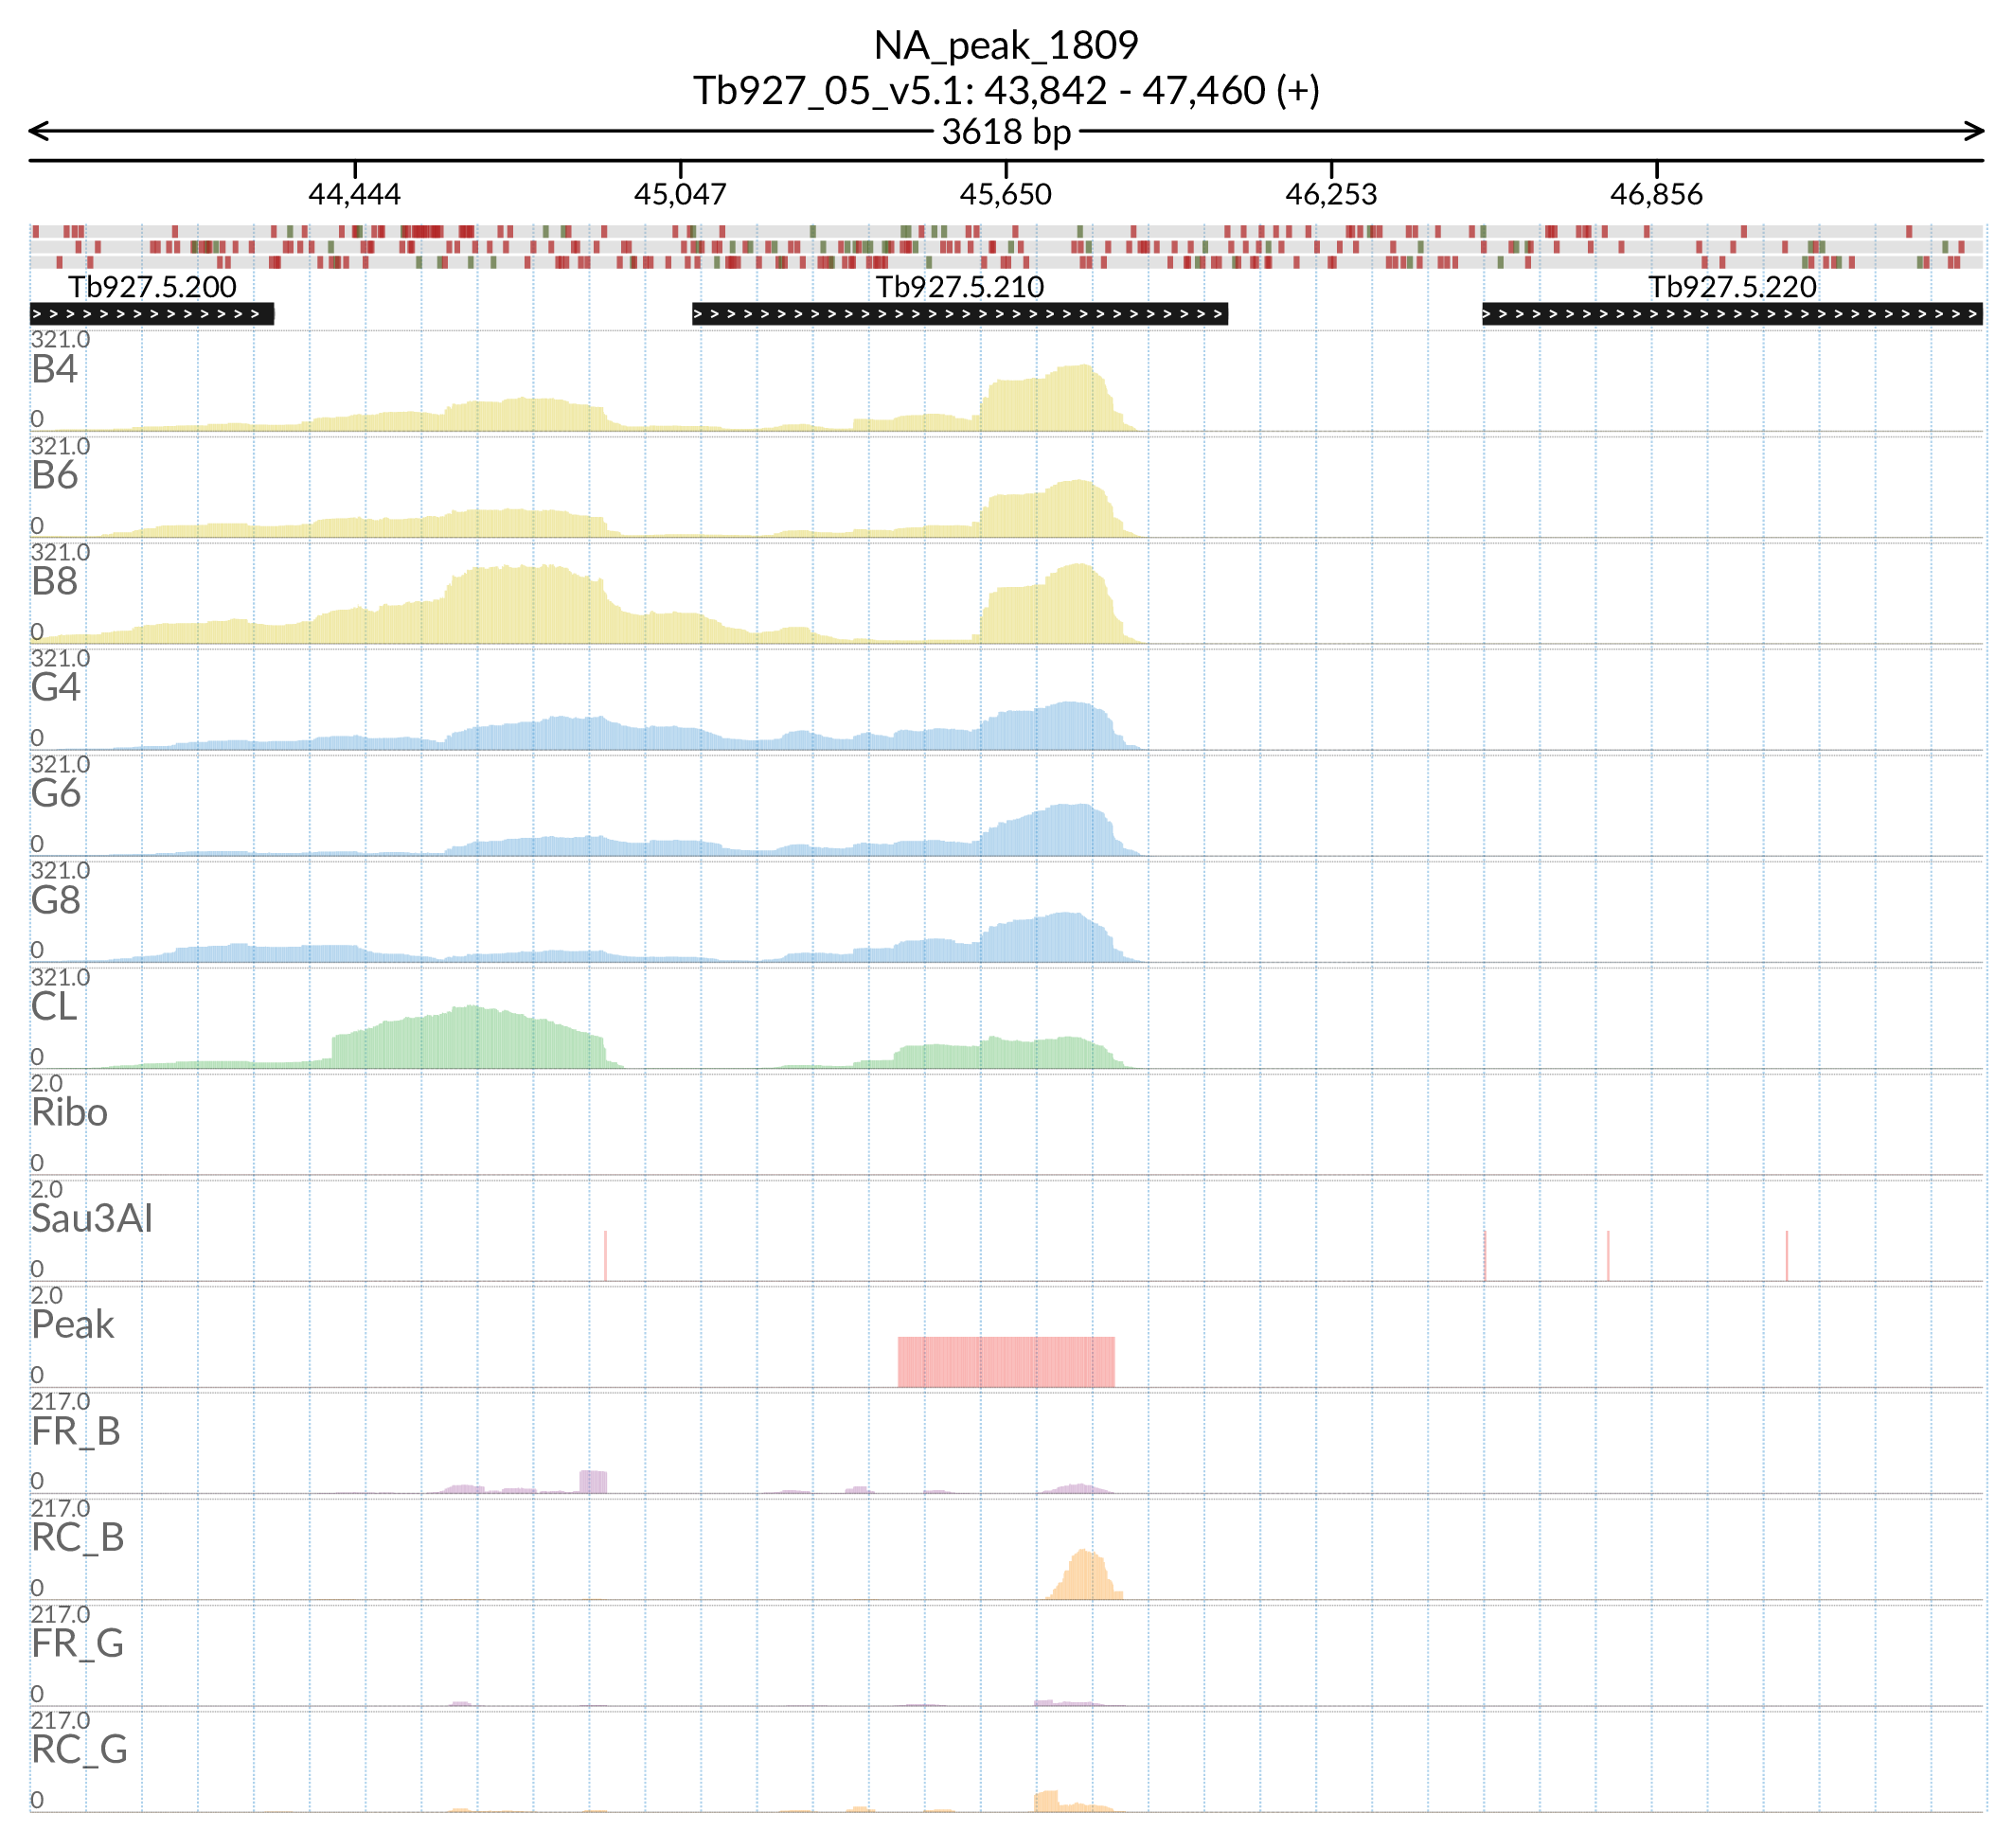 NA_peak_1809
Tb927_05_v5.1: 43,842 - 47,460 (+)
3618 bp
44,444 45,047 45,650 46,253 46,856
Tb927.5.200 Tb927.5.210 Tb927.5.220
321.0
B4
0
321.0
B6
0
321.0
B8
0
321.0
G4
0
321.0
G6
0
321.0
G8
0
321.0
CL
0
2.0
Ribo
0
2.0
Sau3AI
0
2.0
Peak
0
217.0
FR_B
0
217.0
RC_B
0
217.0
FR_G
0
217.0
RC_G
0